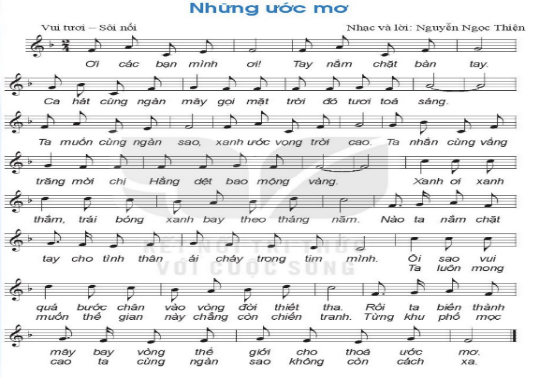 Những ước mơ
Vui tươi – Sôi nổi
Nhạc và lời: Nguyễn Ngọc Thiện
Ơi các bạn mình ơi! Tay nắm chặt bàn tay.
Ca hát cùng ngàn mây gọi mặt trời đỏ tươi toả sáng.
Ta muốn cùng ngàn sao, xanh ước vọng trời cao. Ta nhắn cùng vầng
trăng mời chị Hằng dệt bao mộng vàng. Xanh ơi xanh
thắm, trái bóng xanh bay theo tháng năm. Nào ta nắm chặt
tay cho tình thân ái cháy trong tim mình. Ôi sao vui
Ta luôn mong
quá bước chân vào vòng đời thiết tha. Rồi ta biến thành
muốn thế gian này chẳng còn chiến tranh. Từng khu phố mọc
mây bay vòng thế giới cho thoả ước mơ.
cao ta cùng ngàn sao không còn cách xa.
KẾT NỐI TRI THỨC
VỚI CUỘC SỐNG